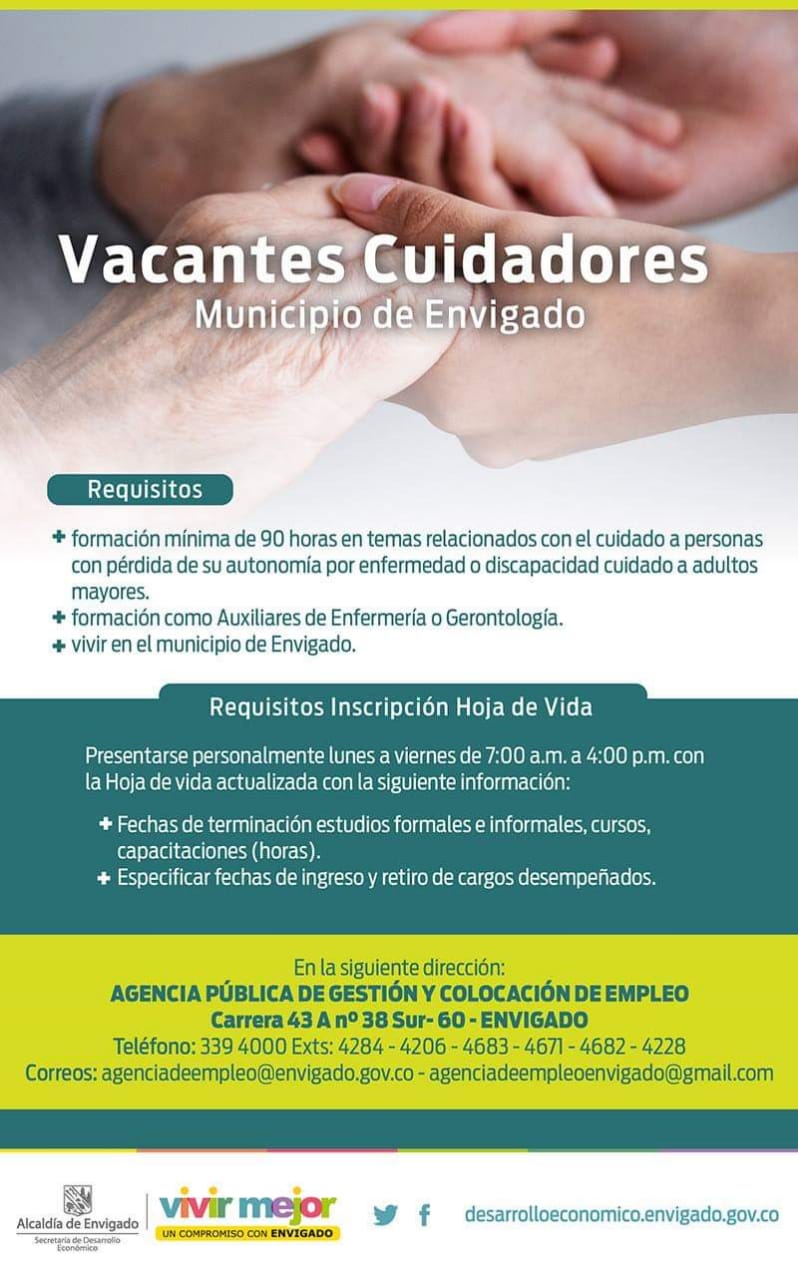 Vacantes Cuidadores
Municipio de Envigado
Requisitos
+ formación mínima de 90 horas en temas relacionados con el cuidado a personas
con pérdida de su autonomía por enfermedad o discapacidad cuidado a adultos
mayores.
+ formación como Auxiliares de Enfermería o Gerontología.
+ vivir en el municipio de Envigado.
Requisitos Inscripción Hoja de Vida
Presentarse personalmente lunes a viernes de 7:00 a.m. a 4:00 p.m. con
la Hoja de vida actualizada con la siguiente información:
+ Fechas de terminación estudios formales e informales, cursos,
capacitaciones (horas).
+ Especificar fechas de ingreso y retiro de cargos desempeñados.
En la siguiente dirección:
AGENCIA PÚBLICA DE GESTIÓN Y COLOCACIÓN DE EMPLEO
Carrera 43 A nº 38 Sur- 60 - ENVIGADO
Teléfono: 339 4000 Exts: 4284 - 4206 - 4683 - 4671 - 4682 - 4228
Correos: agenciadeempleo@envigado.gov.co - agenciadeempleoenvigado@gmail.com
Alcaldía de Envigado
Secretaría de Desarrollo
Económico
vivir mejor
UN COMPROMISO CON ENVIGADO
desarrolloeconomico.envigado.gov.co